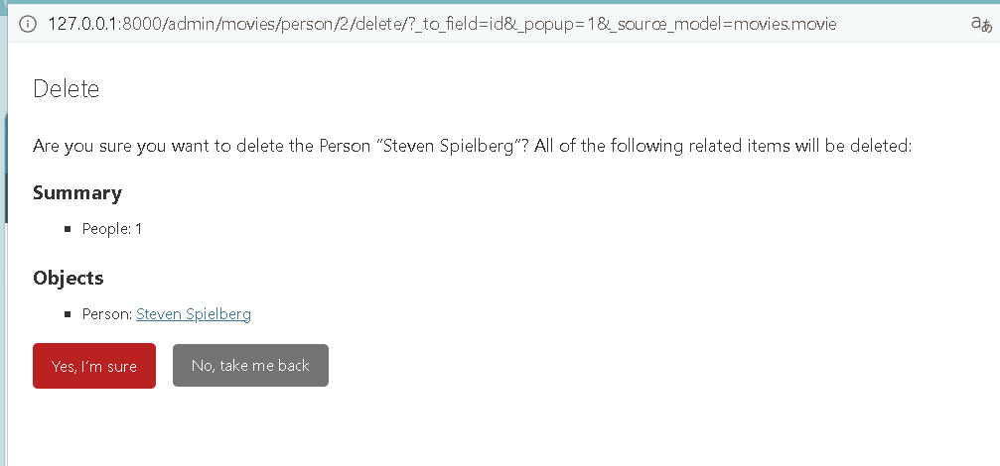 127.0.0.1:8000/admin/movies/person/2/delete/?_to_field=id&_popup=1&_source_model=movies.movie aあ
Delete
Are you sure you want to delete the Person “Steven Spielberg”? All of the following related items will be deleted:
Summary
People: 1
Objects
Person: Steven Spielberg
Yes, I’m sure No, take me back